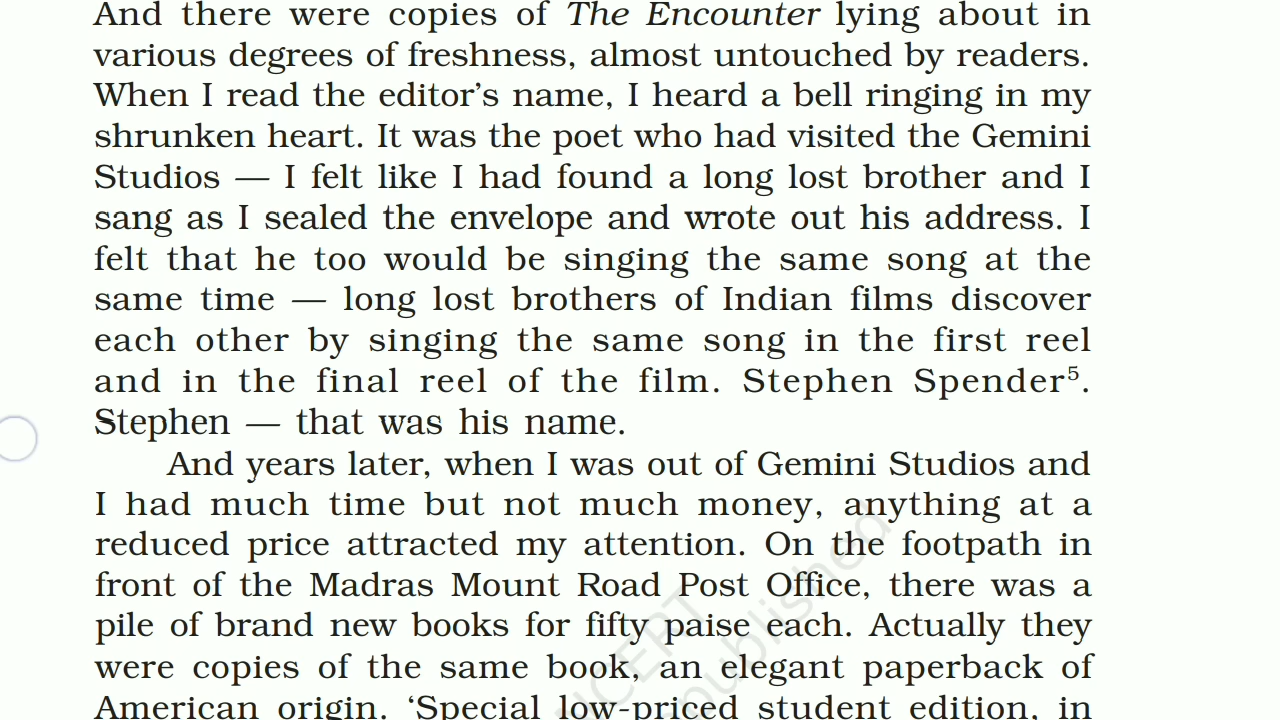 And there were copies of The Encounter lying about in
various degrees of freshness, almost untouched by readers.
When I read the editor’s name, I heard a bell ringing in my
shrunken heart. It was the poet who had visited the Gemini
Studios — I felt like I had found a long lost brother and I
sang as I sealed the envelope and wrote out his address. I
felt that he too would be singing the same song at the
same time — long lost brothers of Indian films discover
each other by singing the same song in the first reel
and in the final reel of the film. Stephen Spender⁵.
Stephen — that was his name.
And years later, when I was out of Gemini Studios and
I had much time but not much money, anything at a
reduced price attracted my attention. On the footpath in
front of the Madras Mount Road Post Office, there was a
pile of brand new books for fifty paise each. Actually they
were copies of the same book, an elegant paperback of
American origin. ‘Special low-priced student edition, in
NCERT
published